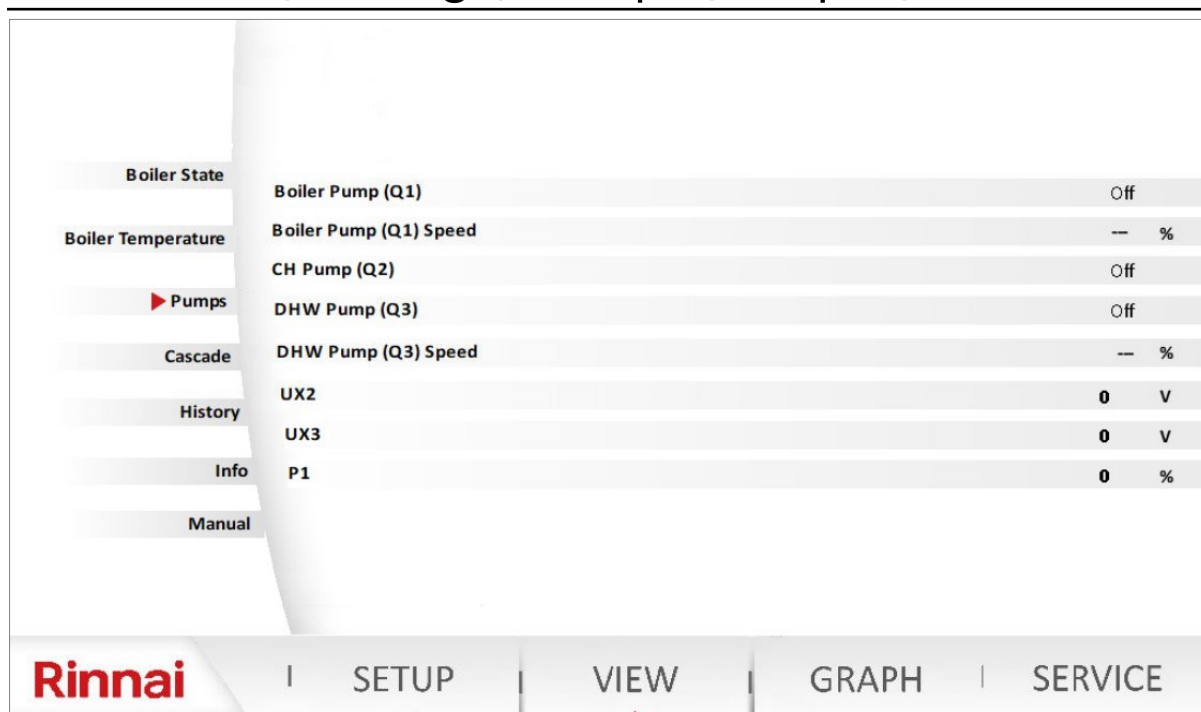 Boiler State
Boiler Temperature
Pumps
Cascade
History
Info
Manual
Boiler Pump (Q1) Off
Boiler Pump (Q1) Speed --- %
CH Pump (Q2) Off
DHW Pump (Q3) Off
DHW Pump (Q3) Speed --- %
UX2 0 V
UX3 0 V
P1 0 %
Rinnai SETUP VIEW GRAPH SERVICE